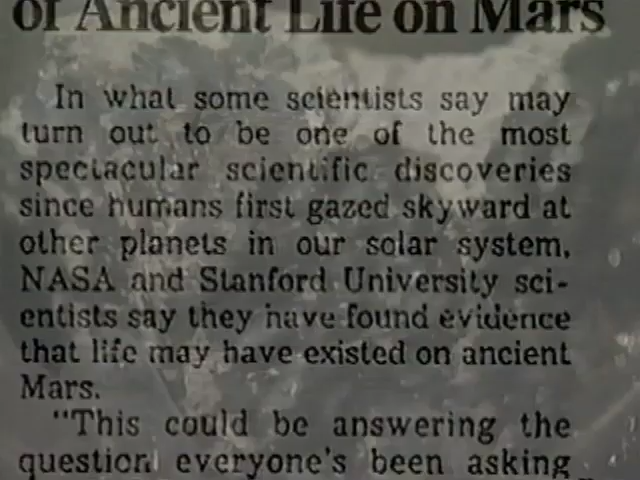 of Ancient Life on Mars
In what some scientists say may
turn out to be one of the most
spectacular scientific discoveries
since humans first gazed skyward at
other planets in our solar system,
NASA and Stanford University sci-
entists say they have found evidence
that life may have existed on ancient
Mars.
"This could be answering the
question everyone's been asking